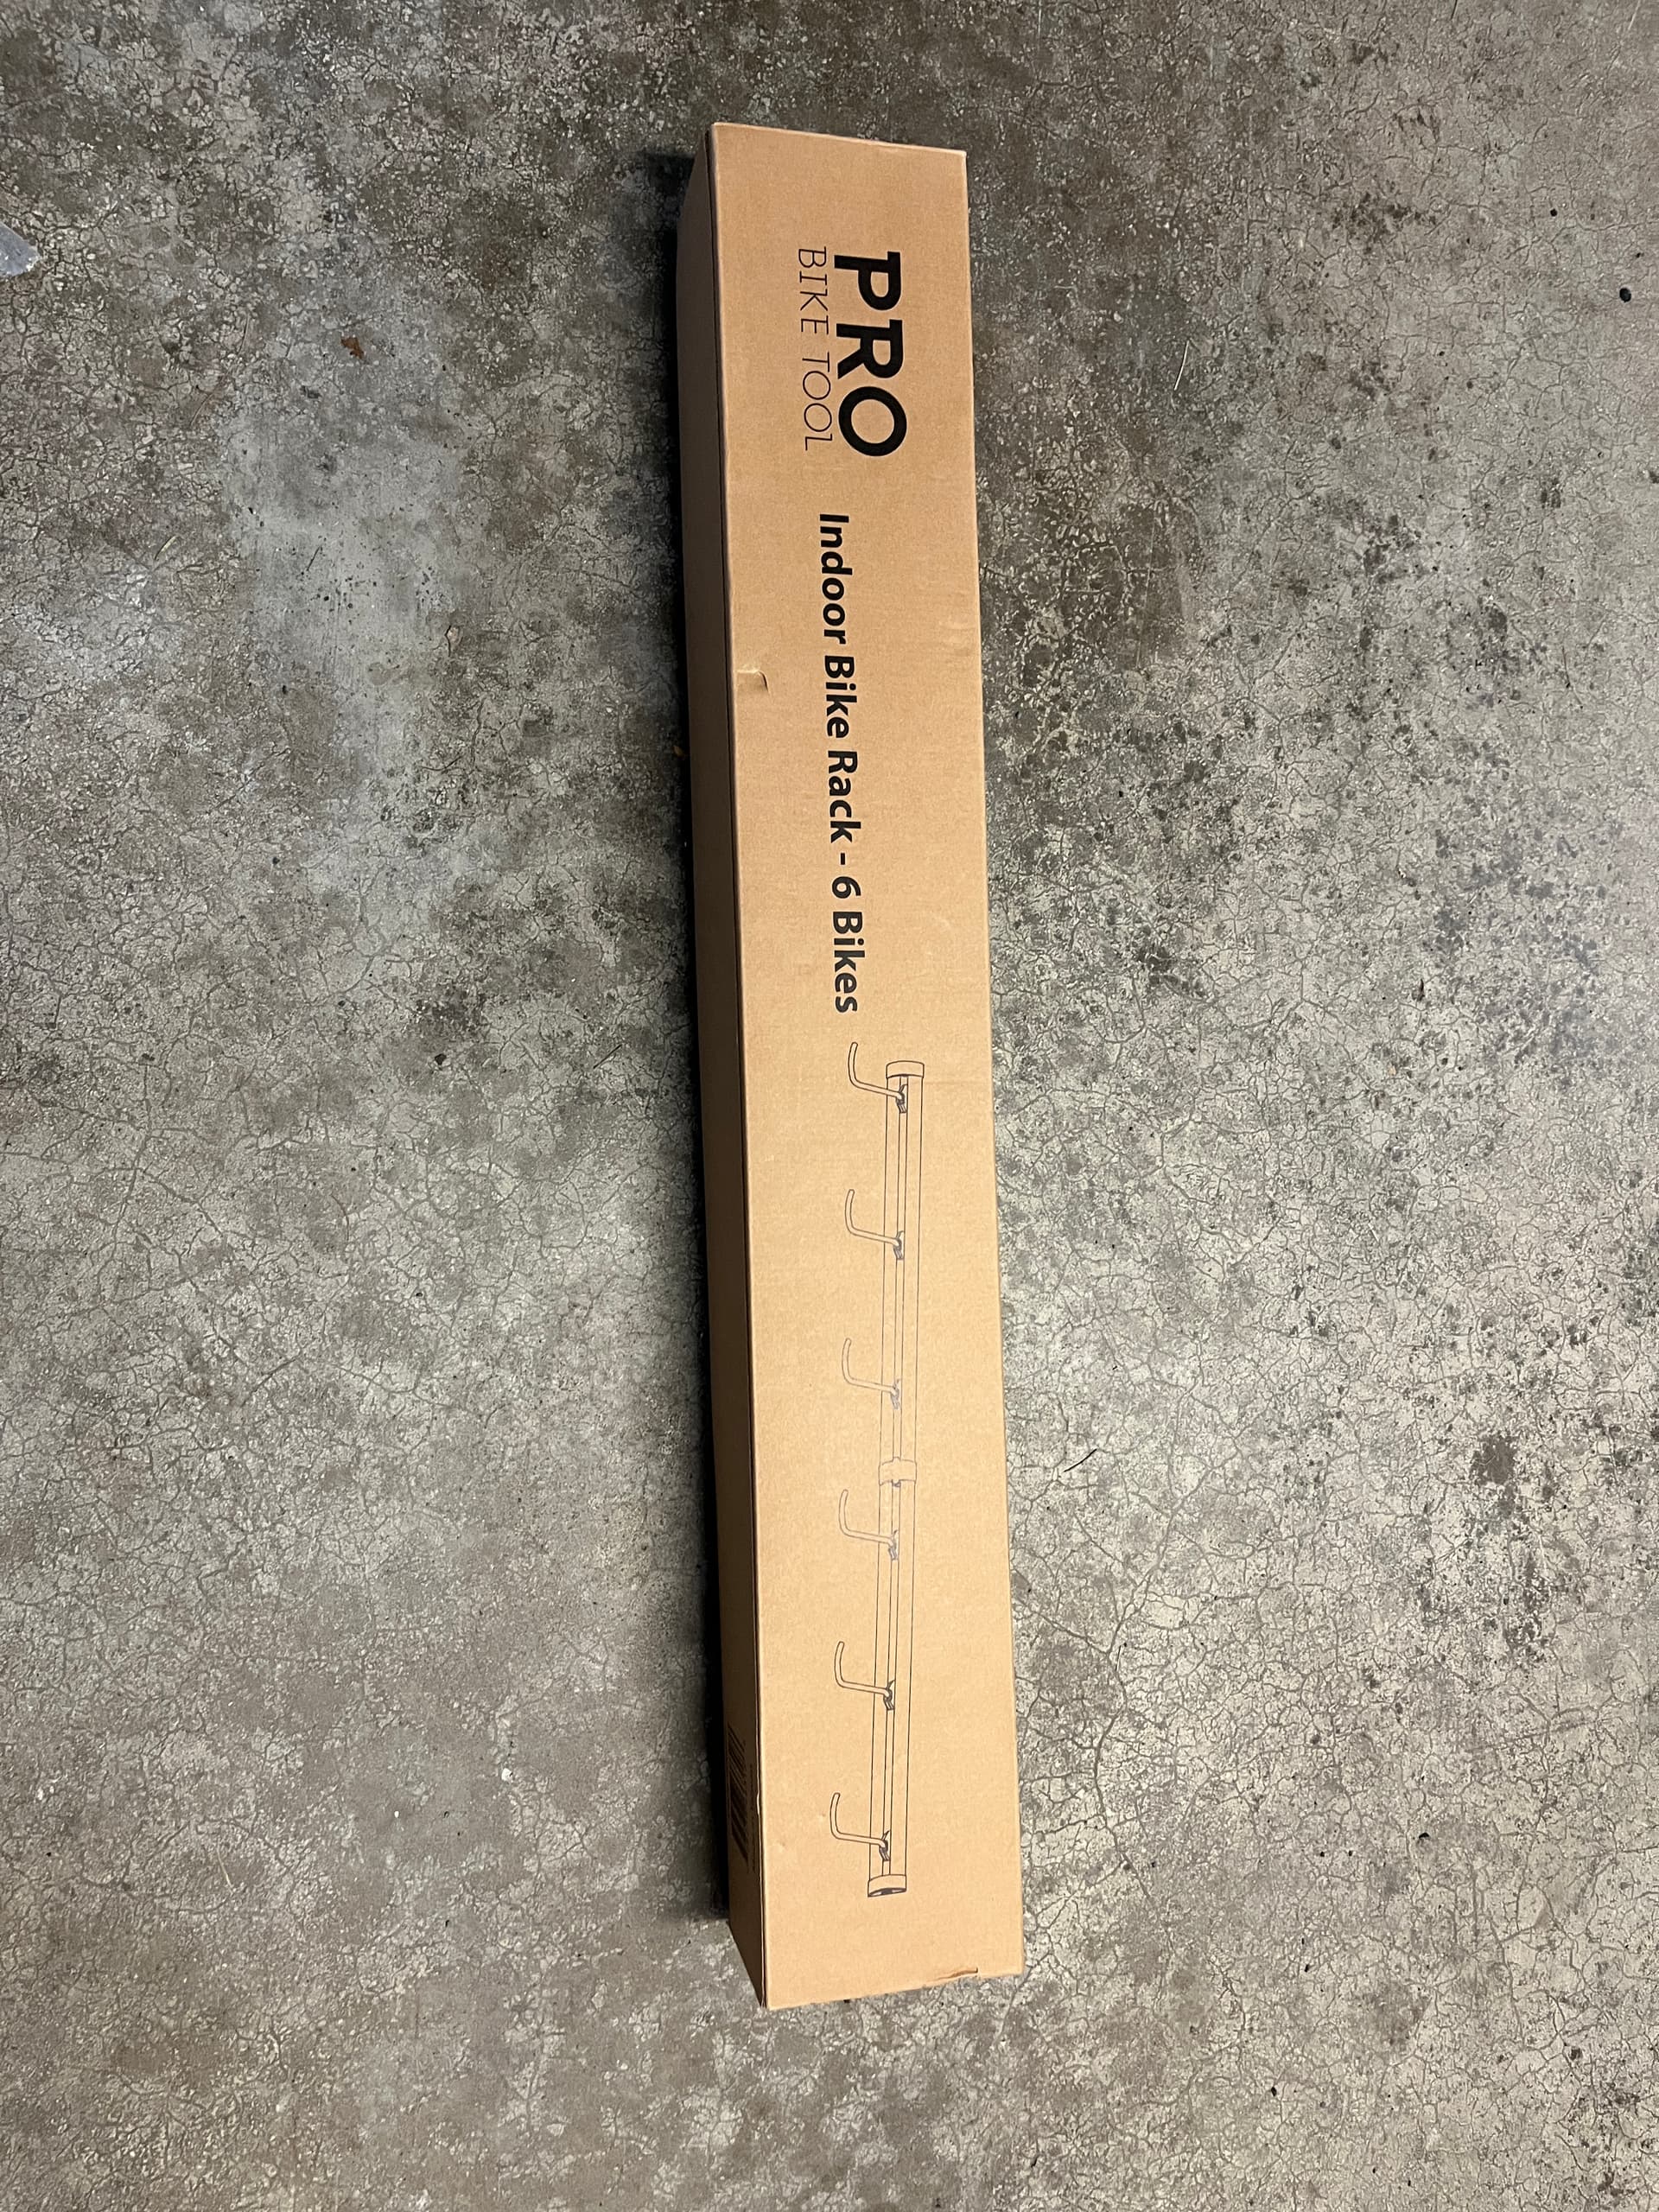 PRO
BIKE TOOL
Indoor Bike Rack - 6 Bikes